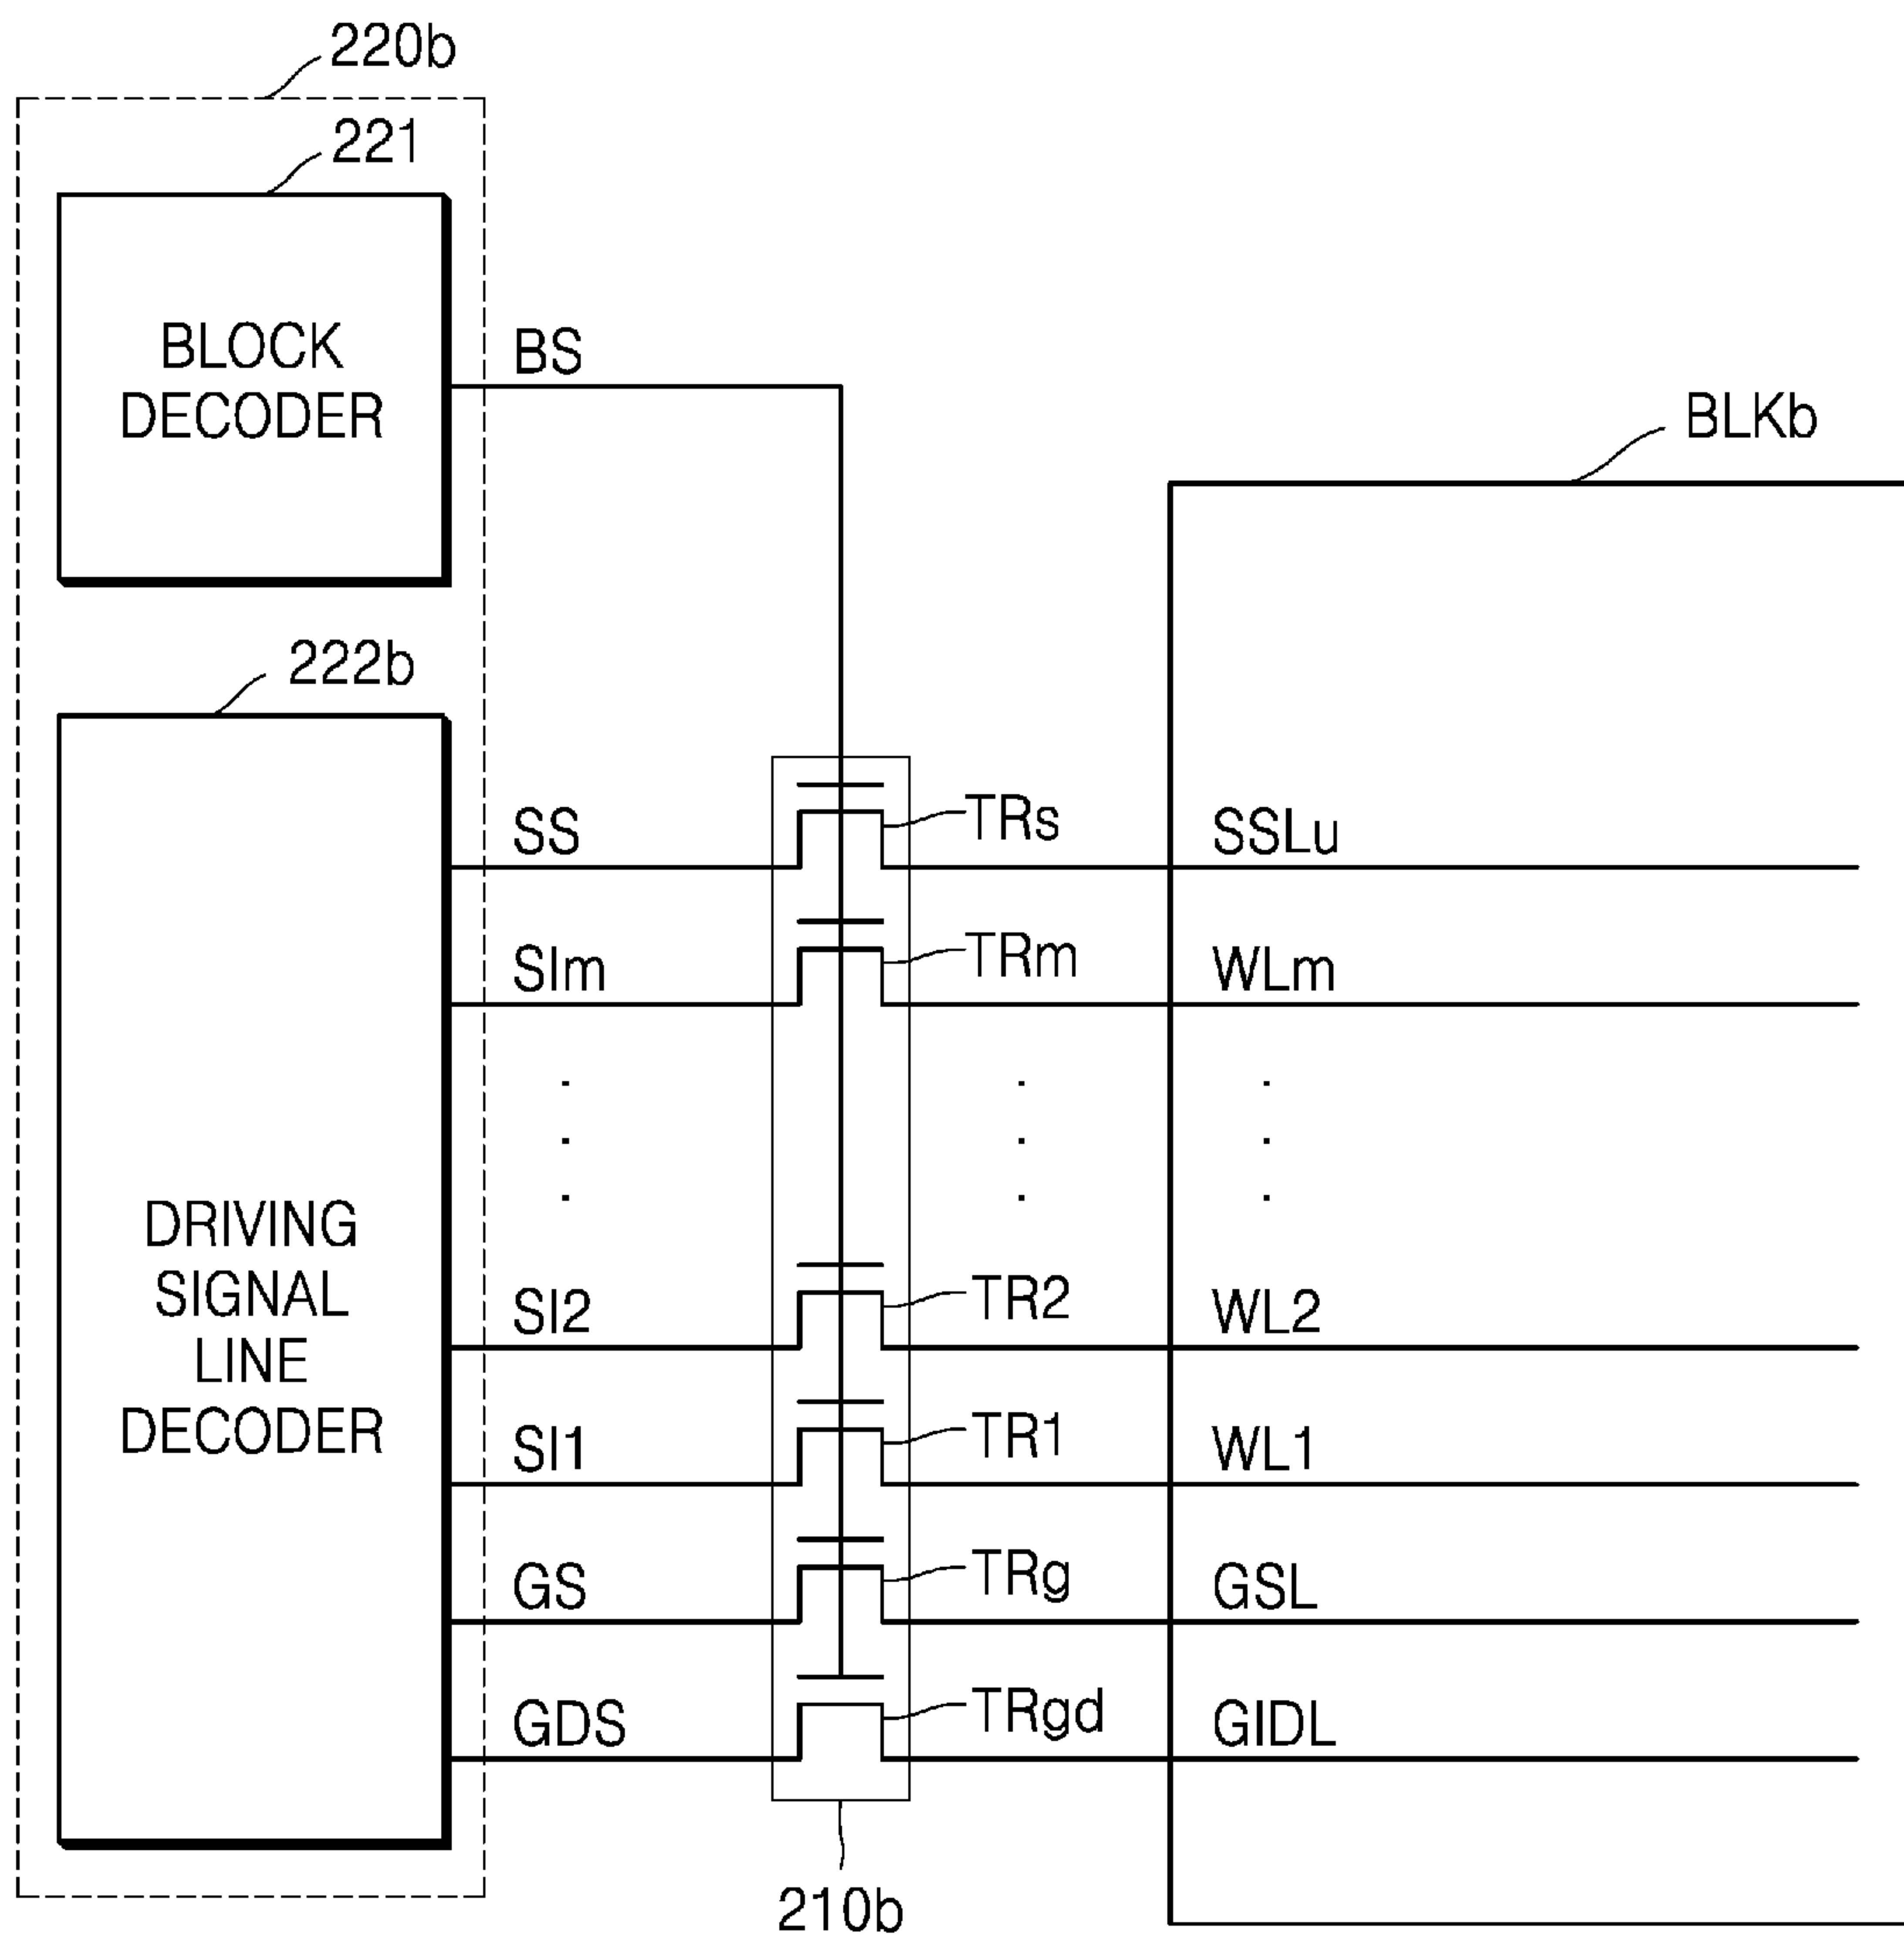 220b
221
BLOCK
DECODER
BS
BLKb
222b
DRIVING
SIGNAL
LINE
DECODER
SS
TRs
SSLu
SIm
TRm
WLm
SI2
TR2
WL2
SI1
TR1
WL1
GS
TRg
GSL
GDS
TRgd
GIDL
210b